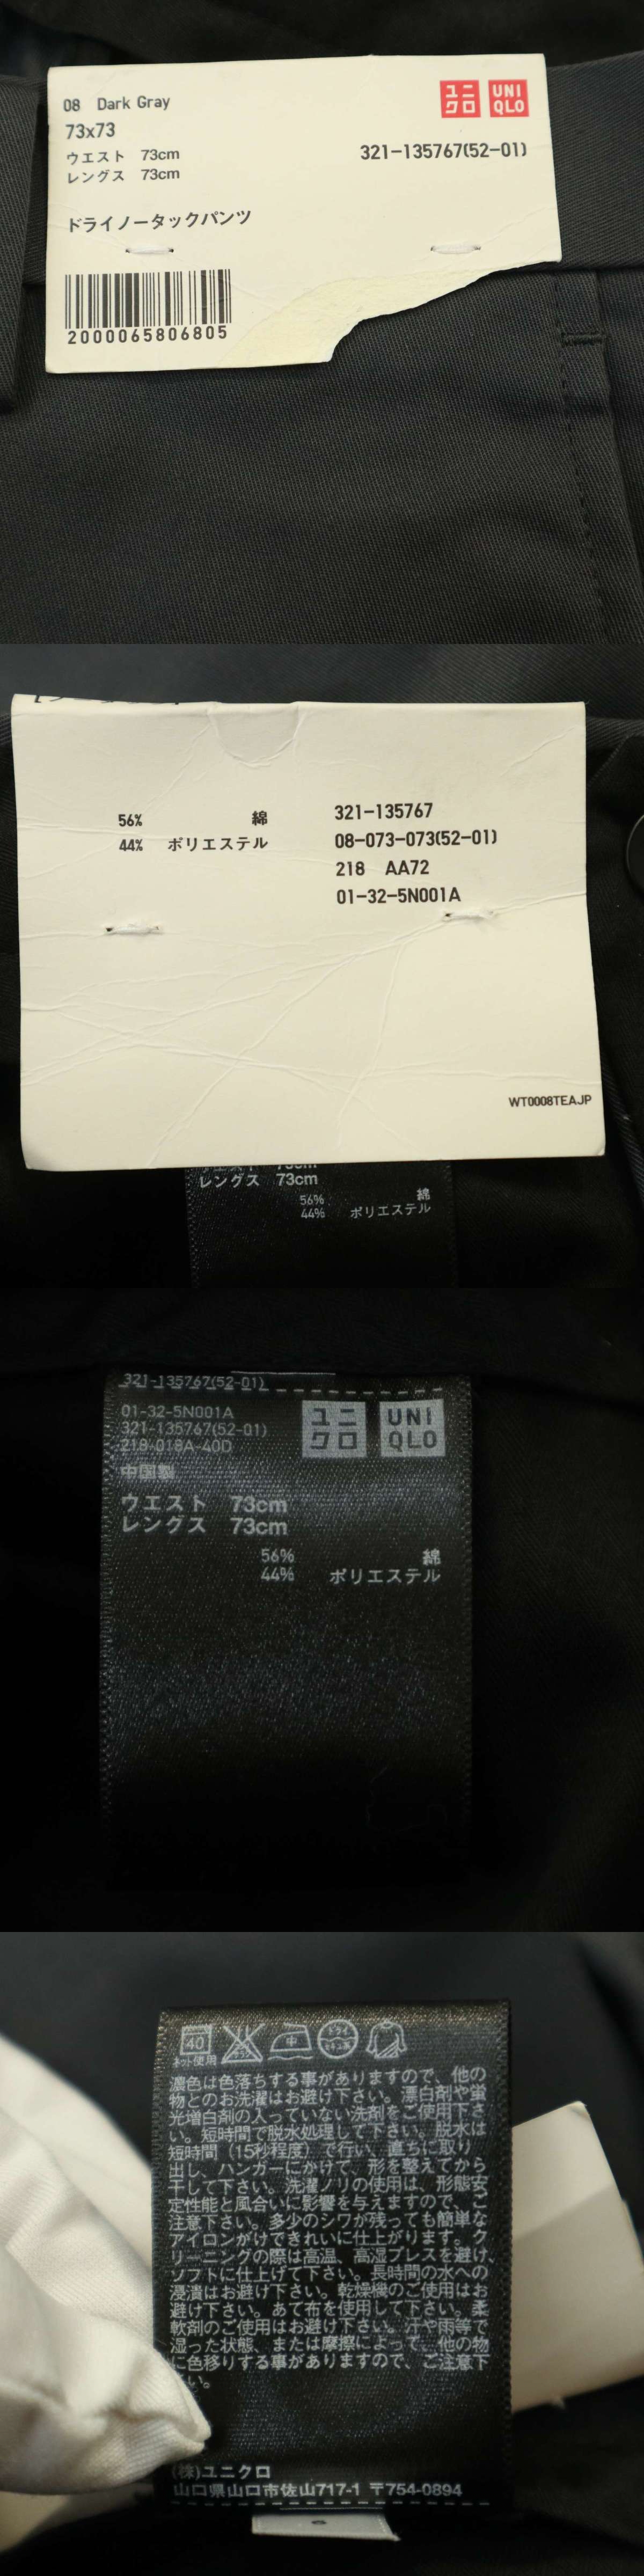 08 Dark Gray
73x73
ウエスト 73cm
レングス 73cm
ユニ
クロ
UNI
QLO
321-135767(52-01)
ドライノータックパンツ
2000065806805
56% 綿
44% ポリエステル
321-135767
08-073-073(52-01)
218 AA72
01-32-5N001A
WT0008TEAJP
レングス 73cm
56% 綿
44% ポリエステル
321-135767(52-01)
01-32-5N001A
321-135767(52-01)
218-018A-40D
中国製
ユニ
クロ
UNI
QLO
ウエスト 73cm
レングス 73cm
56% 綿
44% ポリエステル
40
ネット使用
中
ドライ
濃色は色落ちする事がありますので、他の
物とのお洗濯はお避け下さい。漂白剤や蛍
光増白剤の入っていない洗剤をご使用下さ
い。短時間で脱水処理して下さい。脱水は
短時間(15秒程度)で行い、直ちに取り
出し、ハンガーにかけて、形を整えてから
干して下さい。洗濯ノリの使用は、形態安
定性能と風合いに影響を与えますので、ご
注意下さい。多少のシワが残っても簡単な
アイロンがけできれいに仕上がります。ク
リーニングの際は高温、高湿プレスを避け、
ソフトに仕上げて下さい。長時間の水への
浸漬はお避け下さい。乾燥機のご使用はお
避け下さい。あて布を使用して下さい。柔
軟剤のご使用はお避け下さい。汗や雨等で
湿った状態、または摩擦によって、他の物
に色移りする事がありますので、ご注意下
さい。
(株)ユニクロ
山口県山口市佐山717-1 〒754-0894